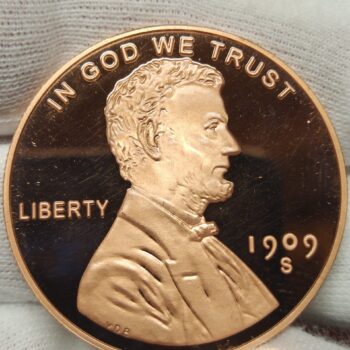 IN GOD WE TRUST
LIBERTY
1909
S
VDB